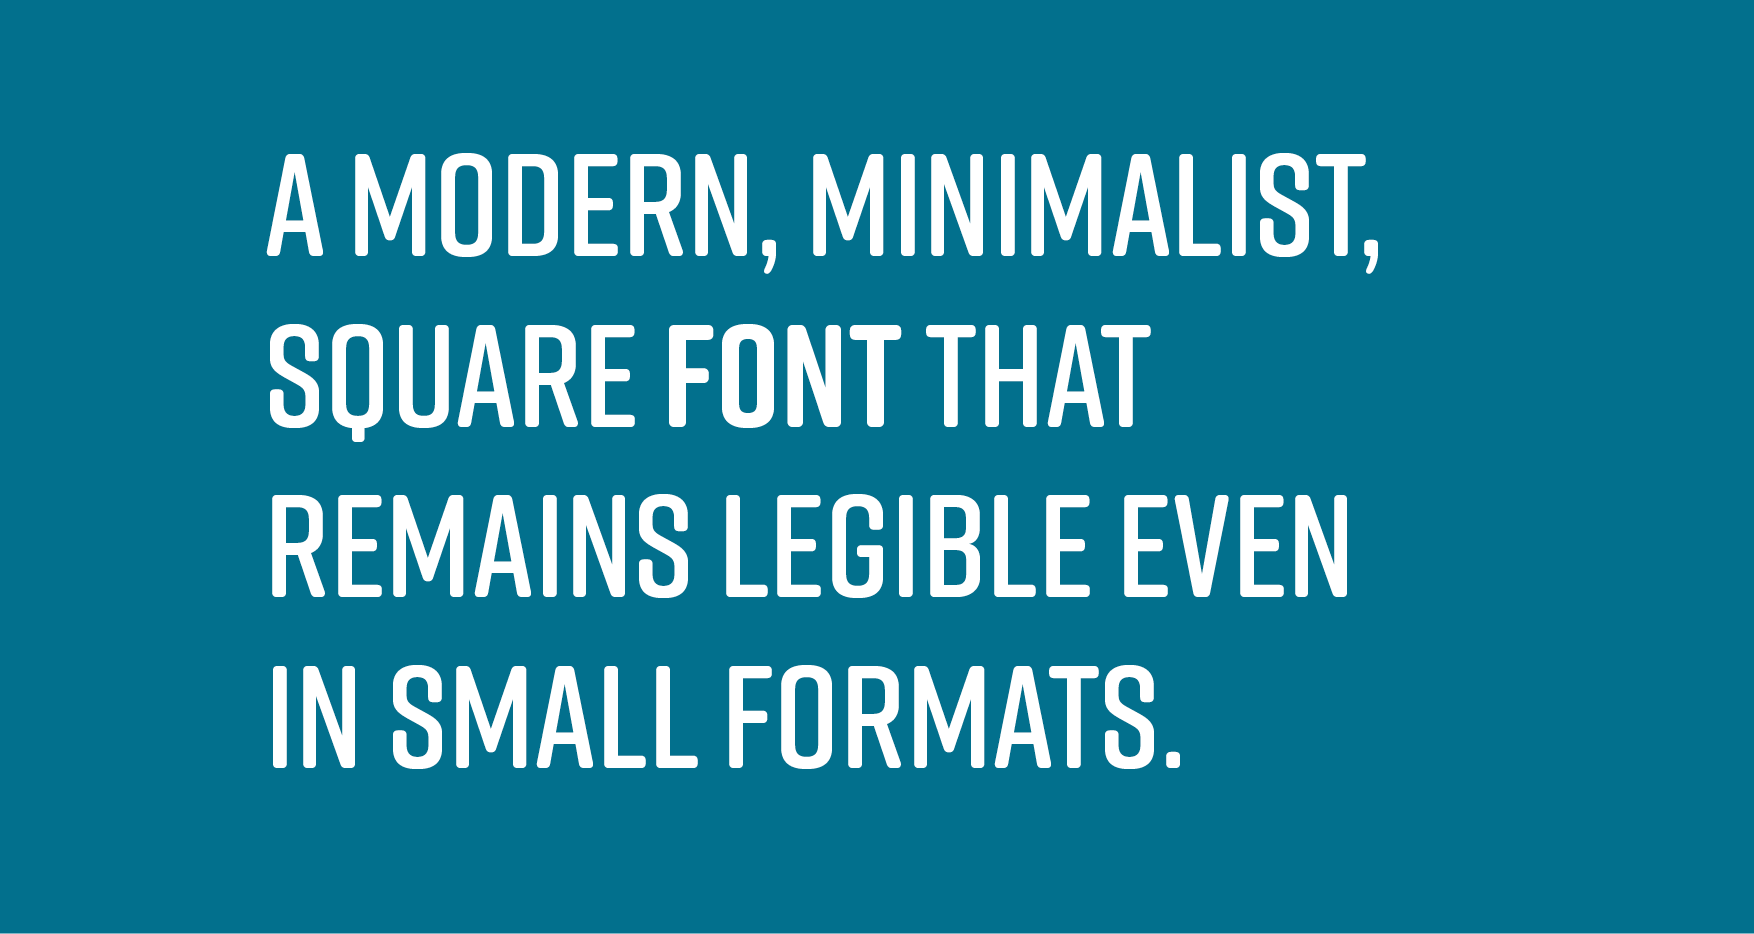 A MODERN, MINIMALIST,
SQUARE FONT THAT
REMAINS LEGIBLE EVEN
IN SMALL FORMATS.